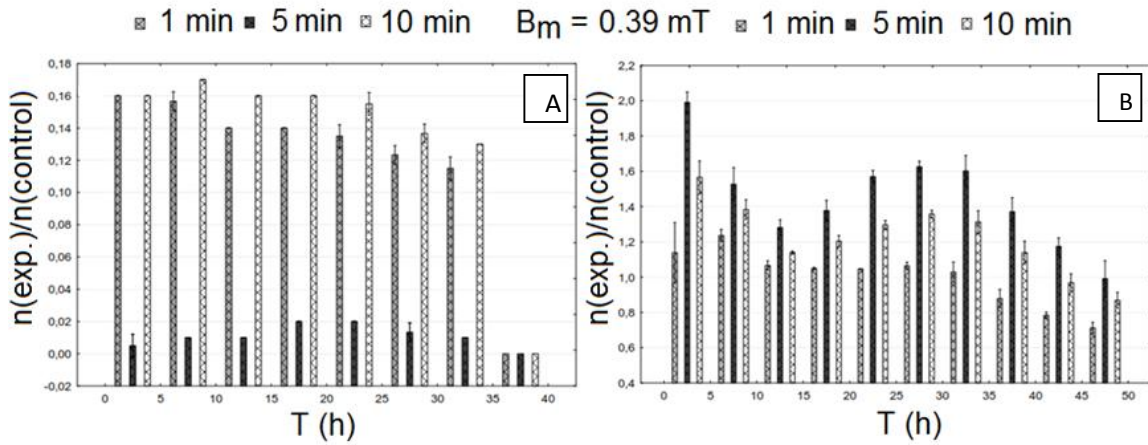 1 min 5 min 10 min B_m = 0.39 mT 1 min 5 min 10 min
A
n(exp.)/n(control)
0,18
0,16
0,14
0,12
0,10
0,08
0,06
0,04
0,02
0,00
-0,02
0 5 10 15 20 25 30 35 40
T (h)
B
n(exp.)/n(control)
2,2
2,0
1,8
1,6
1,4
1,2
1,0
0,8
0,6
0,4
0 5 10 15 20 25 30 35 40 45 50
T (h)